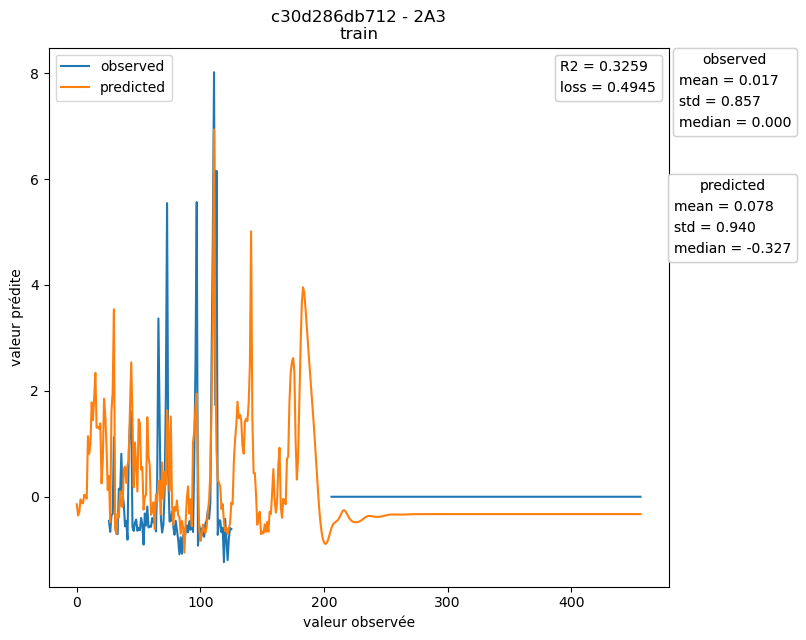 c30d286db712 - 2A3
train
observed
predicted
R2 = 0.3259
loss = 0.4945
observed
mean = 0.017
std = 0.857
median = 0.000
predicted
mean = 0.078
std = 0.940
median = -0.327
valeur prédite
8
6
4
2
0
0 100 200 300 400
valeur observée